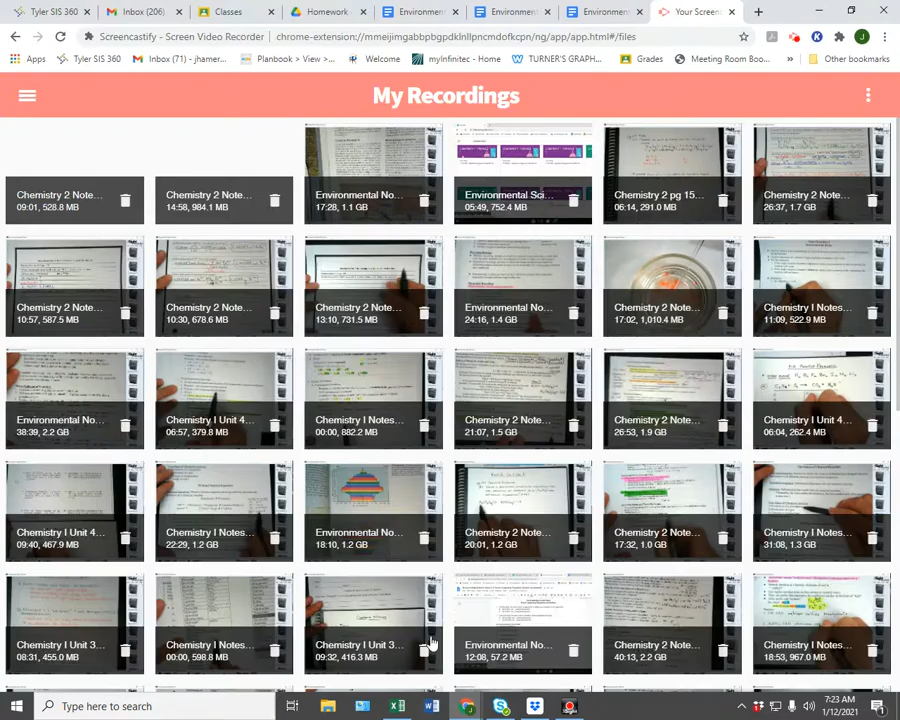 Tyler SIS 360
Inbox (206)
Classes
Homework
Environmen
Environmen
Environmen
Your Screen
Screencastify - Screen Video Recorder | chrome-extension://mmeijimgabbpbgpdklnllpncmdofkcpn/ng/app/app.html#/files
Apps
Tyler SIS 360
Inbox (71) - jhamer...
Planbook > View >...
Welcome
myInfinitec - Home
TURNER'S GRAPH...
Grades
Meeting Room Boo...
»
Other bookmarks
My Recordings
Chemistry 2 Note...
09:01, 528.8 MB
Chemistry 2 Note...
14:58, 984.1 MB
Environmental No...
17:28, 1.1 GB
Environmental Sci...
05:49, 752.4 MB
Chemistry 2 pg 15...
06:14, 291.0 MB
Chemistry 2 Note...
26:37, 1.7 GB
Chemistry 2 Note...
10:57, 587.5 MB
Chemistry 2 Note...
10:30, 678.6 MB
Chemistry 2 Note...
13:10, 731.5 MB
Environmental No...
24:16, 1.4 GB
Chemistry 2 Note...
17:02, 1,010.4 MB
Chemistry I Notes...
11:09, 522.9 MB
Environmental No...
38:39, 2.2 GB
Chemistry I Unit 4...
06:57, 379.8 MB
Chemistry I Notes...
00:00, 882.2 MB
Chemistry 2 Note...
21:07, 1.5 GB
Chemistry 2 Note...
26:53, 1.9 GB
Chemistry I Unit 4...
06:04, 262.4 MB
Chemistry I Unit 4...
09:40, 467.9 MB
Chemistry I Notes...
22:29, 1.2 GB
Environmental No...
18:10, 1.2 GB
Chemistry 2 Note...
20:01, 1.2 GB
Chemistry 2 Note...
17:32, 1.0 GB
Chemistry I Notes...
31:08, 1.3 GB
Chemistry I Unit 3...
08:31, 455.0 MB
Chemistry I Notes...
00:00, 598.8 MB
Chemistry I Unit 3...
09:32, 416.3 MB
Environmental No...
12:08, 57.2 MB
Chemistry 2 Note...
40:13, 2.2 GB
Chemistry I Notes...
18:53, 967.0 MB
Type here to search
7:23 AM
1/12/2021